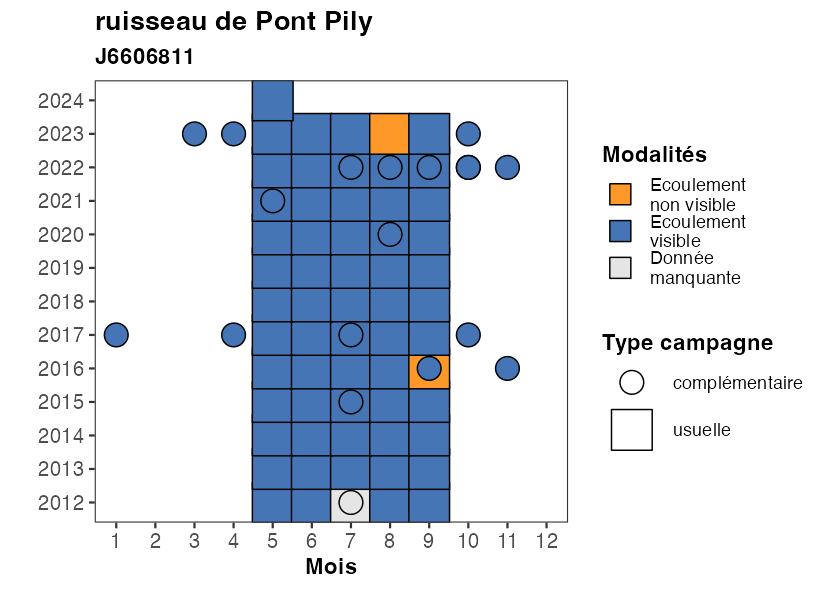 ruisseau de Pont Pily
J6606811
2024
2023
2022
2021
2020
2019
2018
2017
2016
2015
2014
2013
2012
1 2 3 4 5 6 7 8 9 10 11 12
Mois
Modalités
Ecoulement
non visible
Ecoulement
visible
Donnée
manquante
Type campagne
complémentaire
usuelle